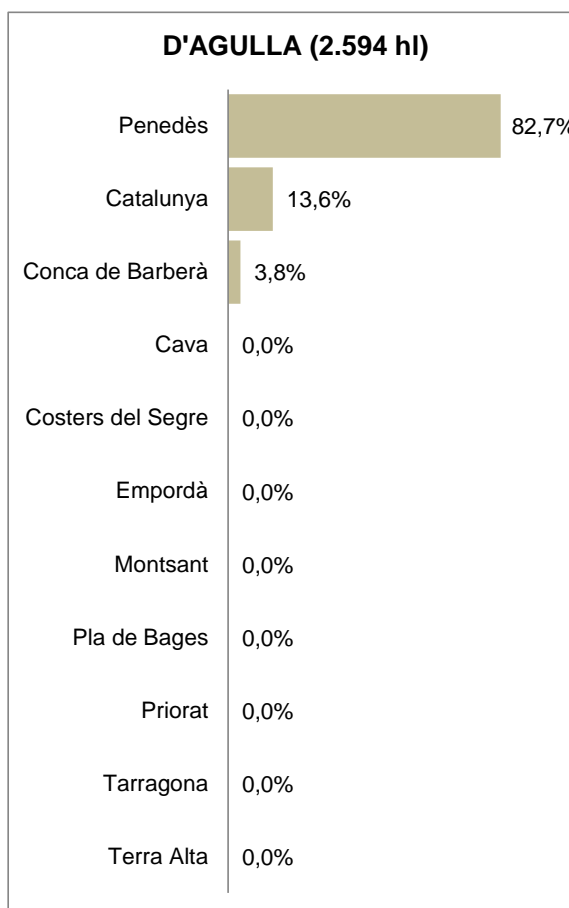 D'AGULLA (2.594 hl)
Penedès 82,7%
Catalunya 13,6%
Conca de Barberà 3,8%
Cava 0,0%
Costers del Segre 0,0%
Empordà 0,0%
Montsant 0,0%
Pla de Bages 0,0%
Priorat 0,0%
Tarragona 0,0%
Terra Alta 0,0%